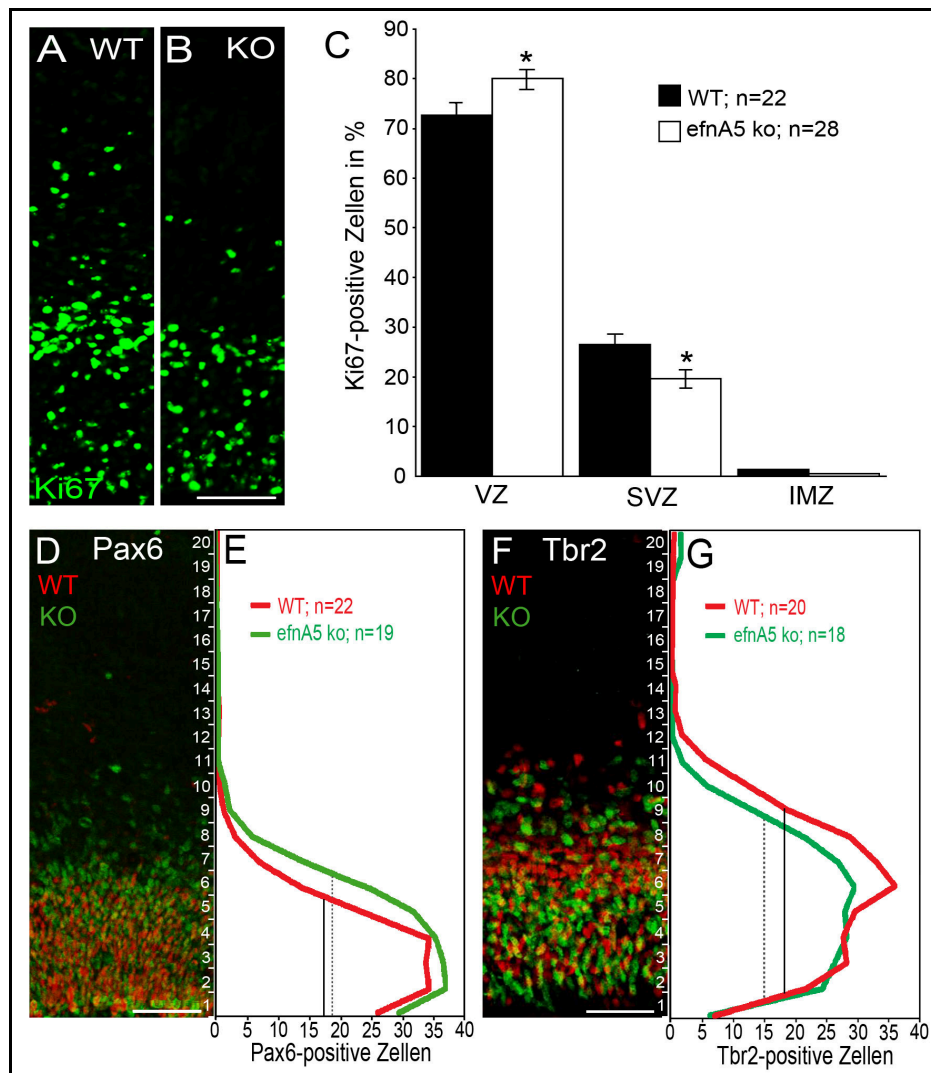 A WT
B KO
Ki67
C
Ki67-positive Zellen in %
90
80
70
60
50
40
30
20
10
0
WT; n=22
efnA5 ko; n=28
*
*
VZ SVZ IMZ
D Pax6
WT
KO
20
19
18
17
16
15
14
13
12
11
10
9
8
7
6
5
4
3
2
1
E
WT; n=22
efnA5 ko; n=19
0 5 10 15 20 25 30 35 40
Pax6-positive Zellen
F Tbr2
WT
KO
20
19
18
17
16
15
14
13
12
11
10
9
8
7
6
5
4
3
2
1
G
WT; n=20
efnA5 ko; n=18
0 5 10 15 20 25 30 35 40
Tbr2-positive Zellen